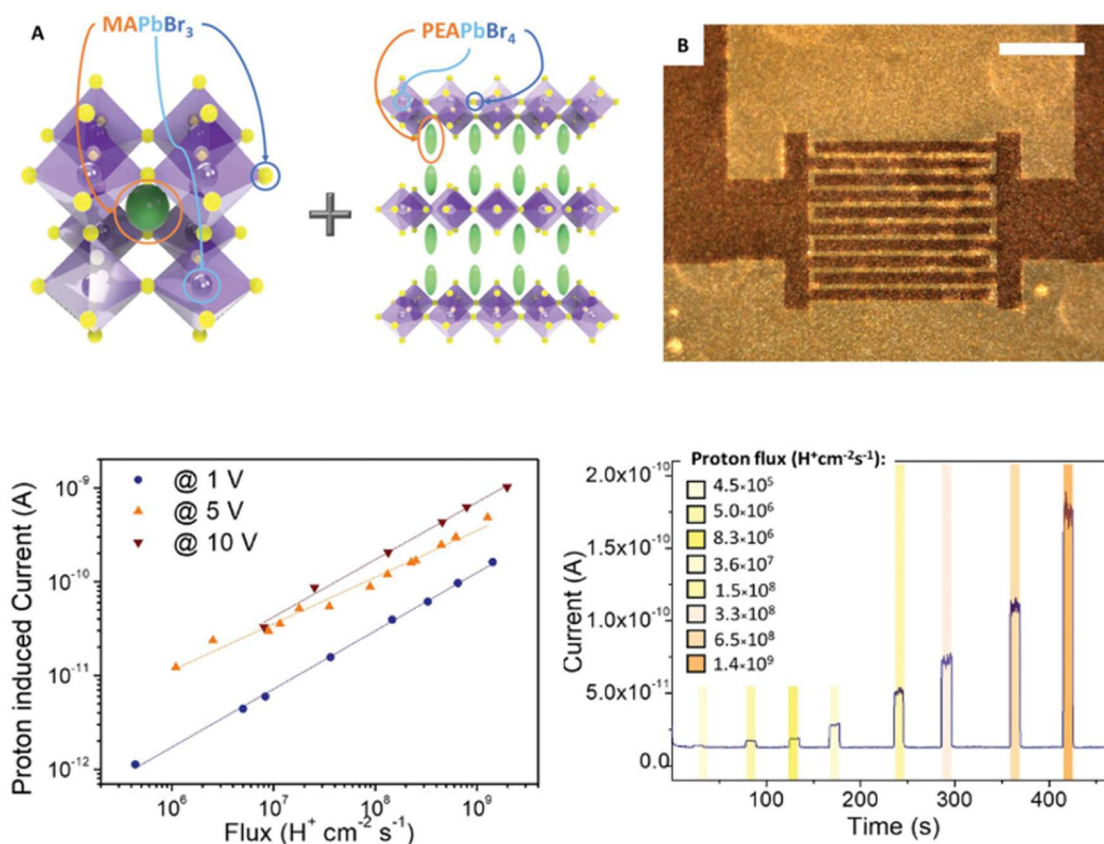 A
MAPbBr₃
PEAPbBr₄
B
Proton induced Current (A)
10⁻⁹
10⁻¹⁰
10⁻¹¹
10⁻¹²
@ 1 V
@ 5 V
@ 10 V
10⁶ 10⁷ 10⁸ 10⁹
Flux (H⁺ cm⁻² s⁻¹)
Current (A)
2.0x10⁻¹⁰
1.5x10⁻¹⁰
1.0x10⁻¹⁰
5.0x10⁻¹¹
0.0
Proton flux (H⁺cm⁻²s⁻¹):
4.5×10⁵
5.0×10⁶
8.3×10⁶
3.6×10⁷
1.5×10⁸
3.3×10⁸
6.5×10⁸
1.4×10⁹
100 200 300 400
Time (s)